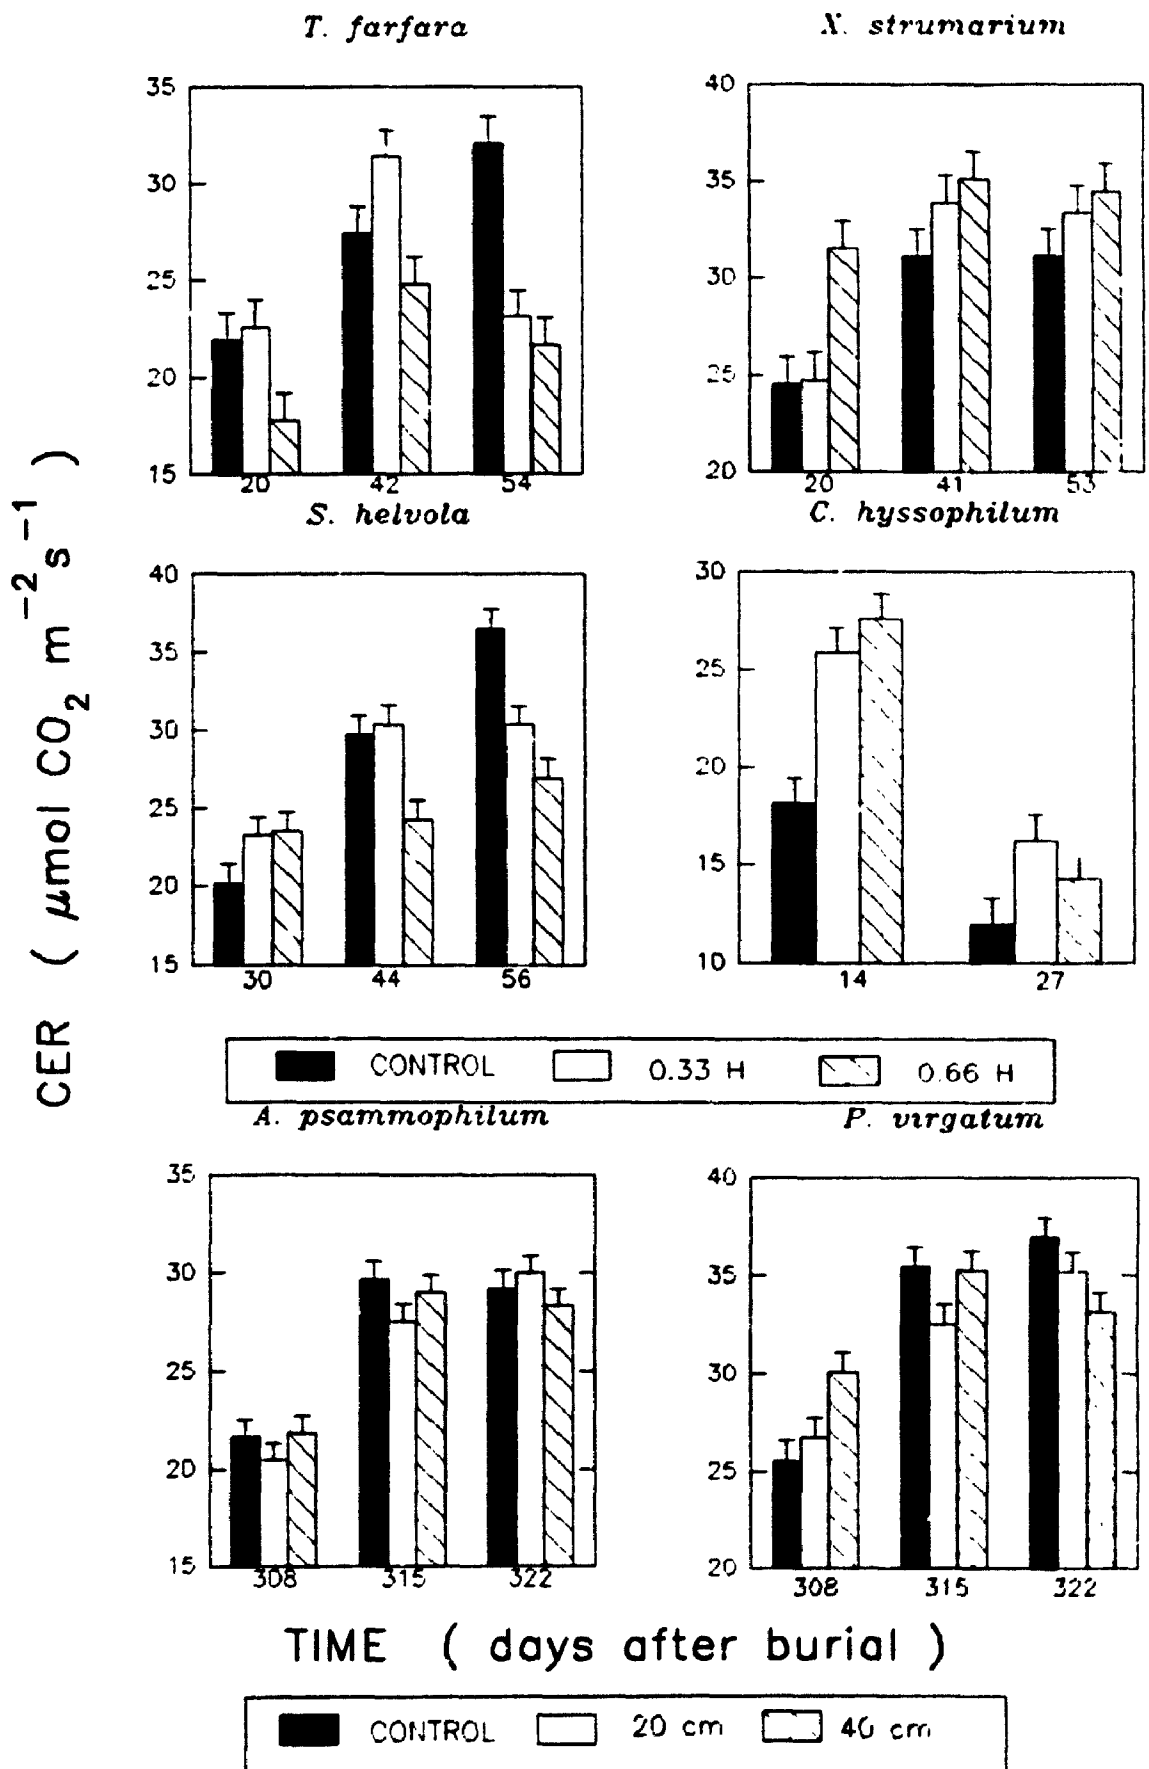 T. farfara
X. strumarium
35
30
25
20
15
20 42 54
40
35
30
25
20
20 41 53
S. helvola
C. hyssophilum
40
35
30
25
20
15
30 44 56
30
25
20
15
10
14 27
CER ( μmol CO₂ m⁻² s⁻¹ )
CONTROL 0.33 H 0.66 H
A. psammophilum
P. virgatum
35
30
25
20
15
308 315 322
40
35
30
25
20
308 315 322
TIME ( days after burial )
CONTROL 20 cm 40 cm